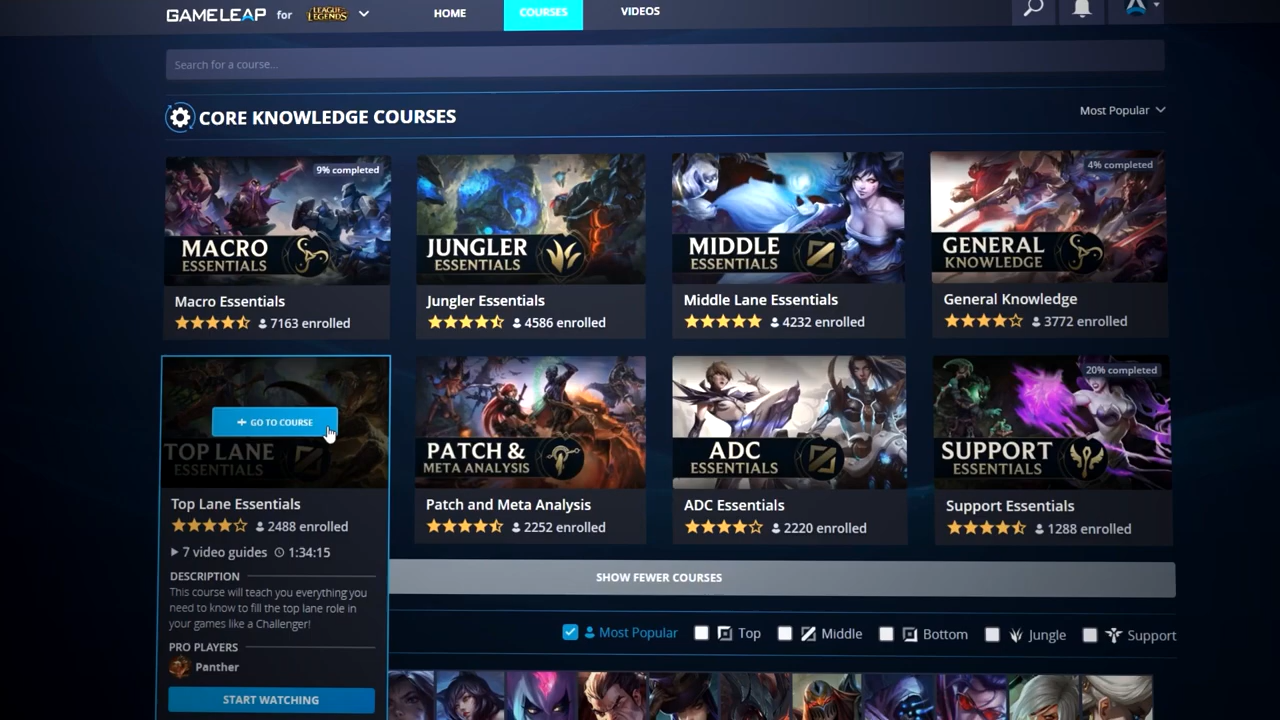 GAMELEAP for LEAGUE OF LEGENDS
HOME
COURSES
VIDEOS
Search for a course...
CORE KNOWLEDGE COURSES
Most Popular
9% completed
MACRO
ESSENTIALS
Macro Essentials
7163 enrolled
JUNGLER
ESSENTIALS
Jungler Essentials
4586 enrolled
MIDDLE
ESSENTIALS
Middle Lane Essentials
4232 enrolled
4% completed
GENERAL
KNOWLEDGE
General Knowledge
3772 enrolled
+ GO TO COURSE
TOP LANE
ESSENTIALS
Top Lane Essentials
2488 enrolled
7 video guides 1:34:15
DESCRIPTION
This course will teach you everything you
need to know to fill the top lane role in
your games like a Challenger!
PRO PLAYERS
Panther
START WATCHING
PATCH &
META ANALYSIS
Patch and Meta Analysis
2252 enrolled
ADC
ESSENTIALS
ADC Essentials
2220 enrolled
20% completed
SUPPORT
ESSENTIALS
Support Essentials
1288 enrolled
SHOW FEWER COURSES
Most Popular
Top
Middle
Bottom
Jungle
Support